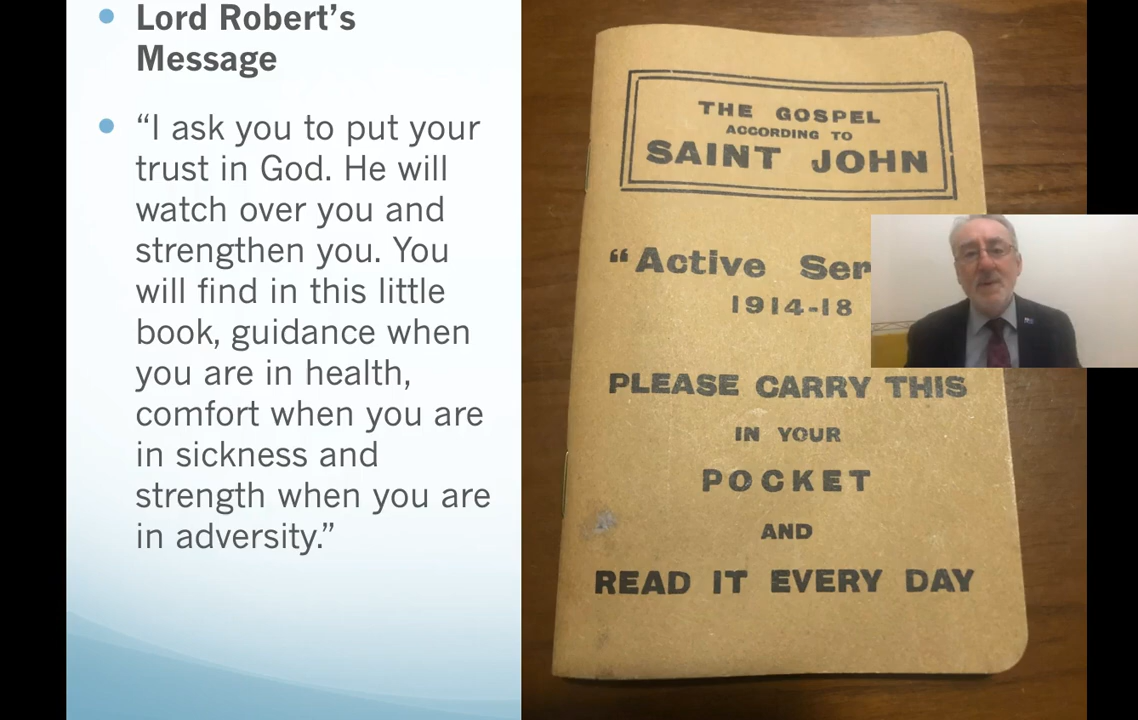 Lord Robert’s
Message
“I ask you to put your
trust in God. He will
watch over you and
strengthen you. You
will find in this little
book, guidance when
you are in health,
comfort when you are
in sickness and
strength when you are
in adversity.”
THE GOSPEL
ACCORDING TO
SAINT JOHN
“Active Ser
1914-18
PLEASE CARRY THIS
IN YOUR
POCKET
AND
READ IT EVERY DAY